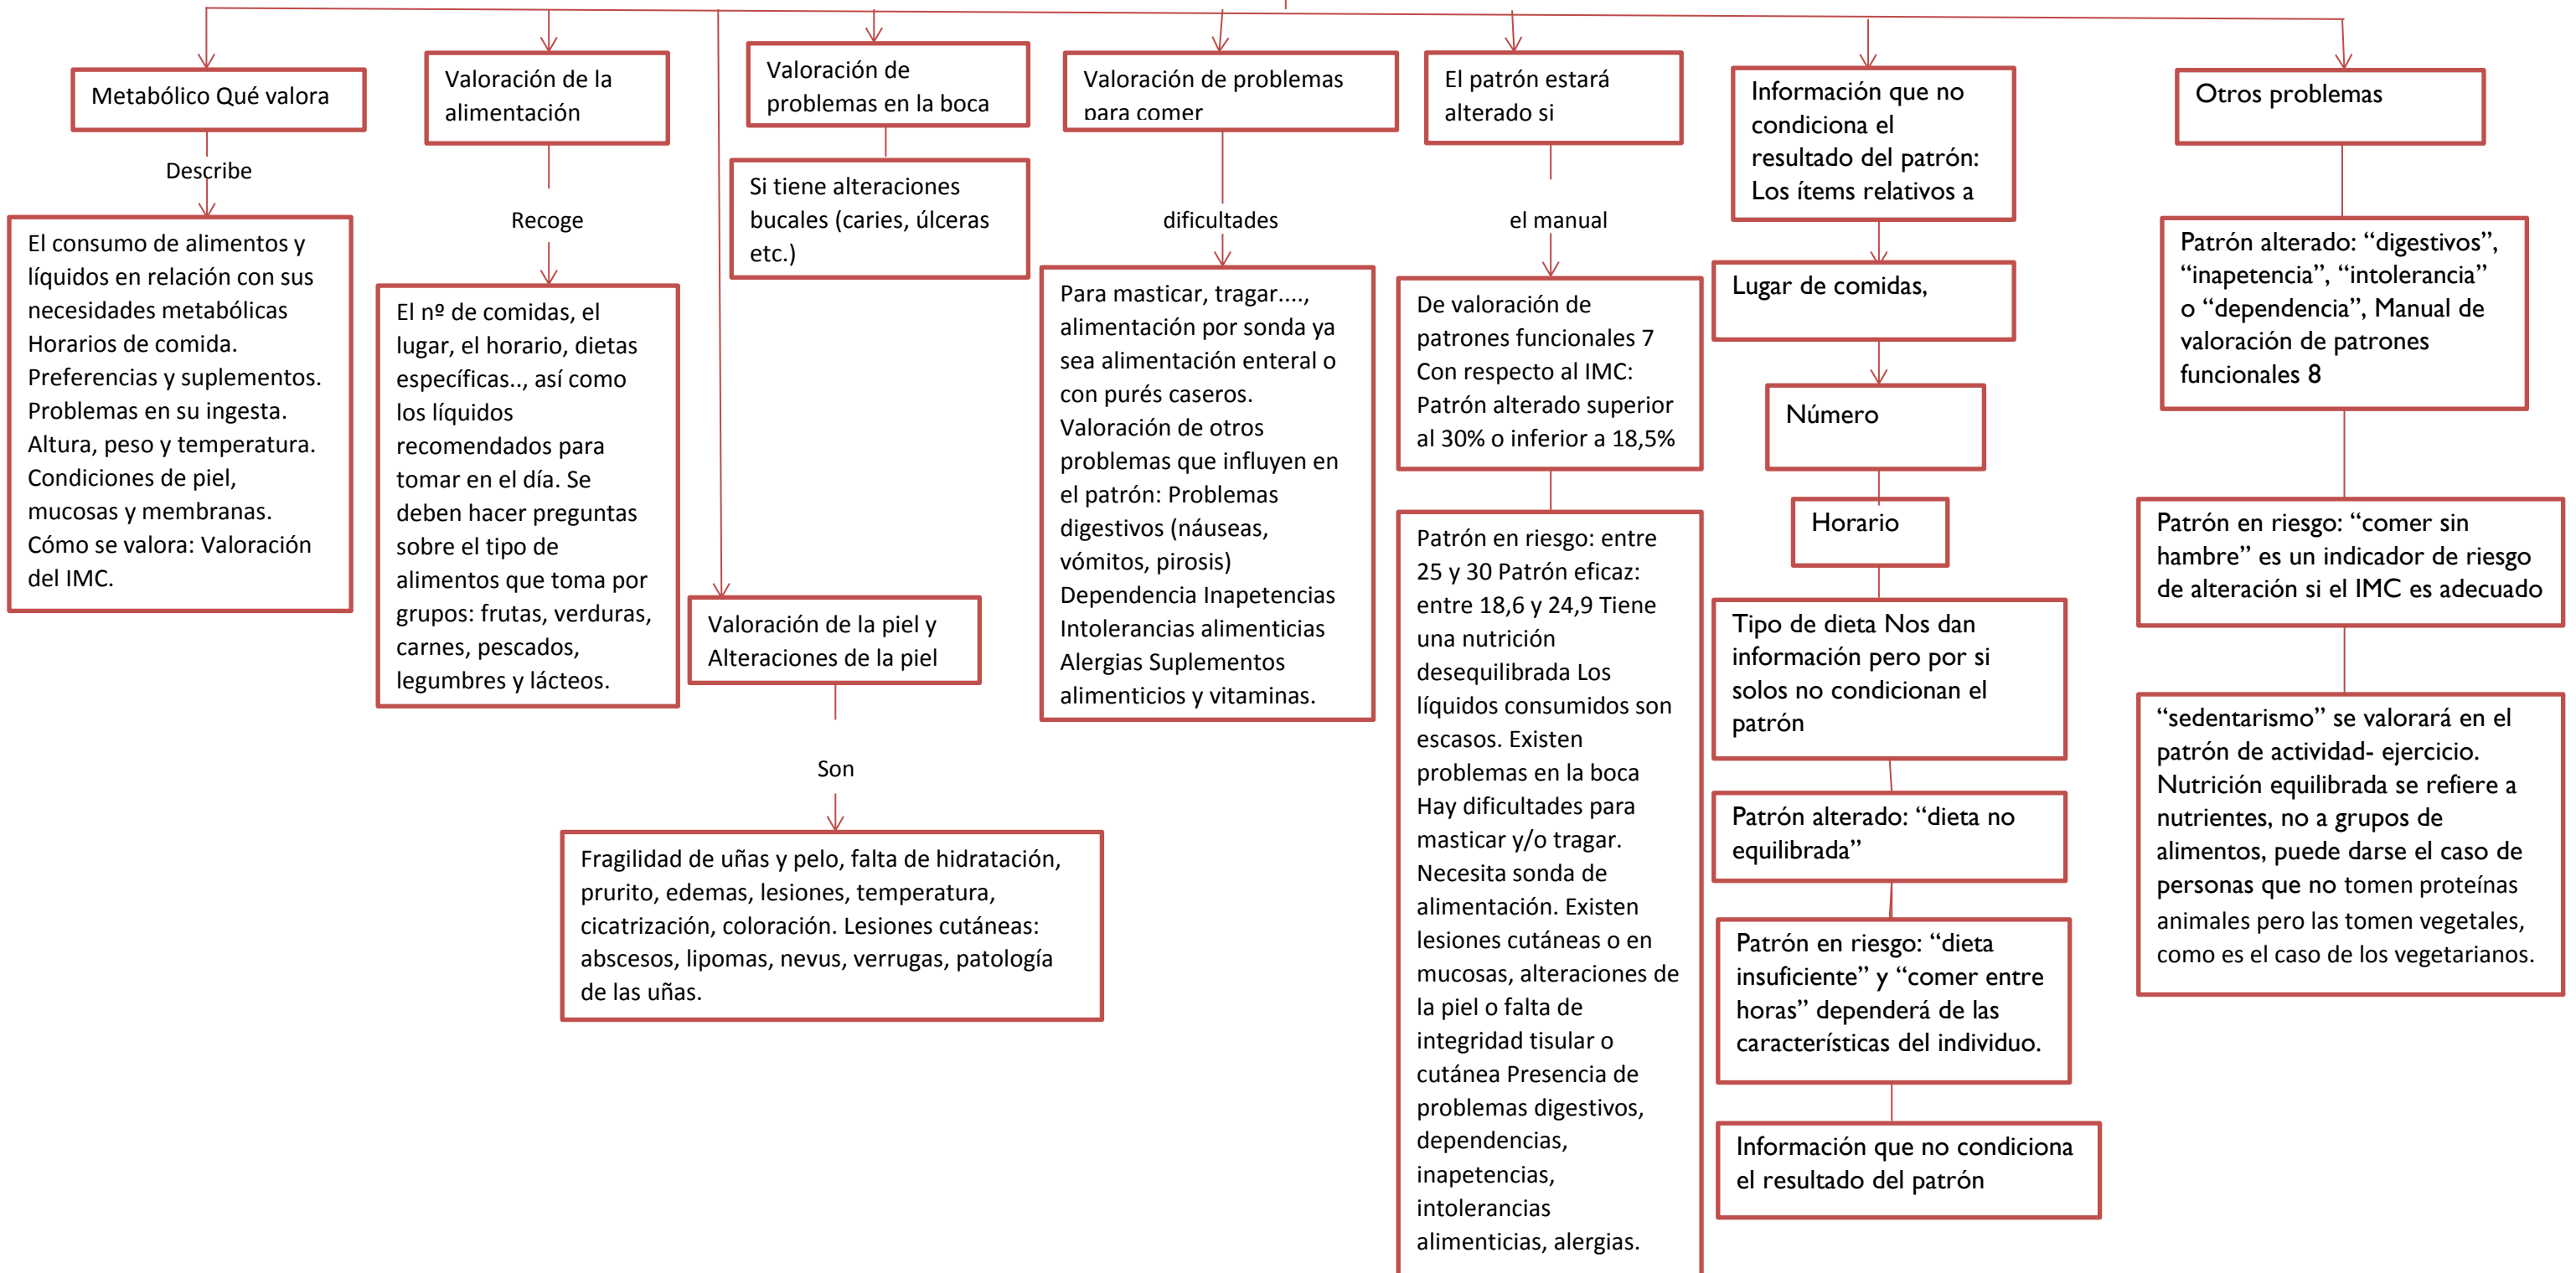 Metabólico Qué valora
Describe
El consumo de alimentos y
líquidos en relación con sus
necesidades metabólicas
Horarios de comida.
Preferencias y suplementos.
Problemas en su ingesta.
Altura, peso y temperatura.
Condiciones de piel,
mucosas y membranas.
Cómo se valora: Valoración
del IMC.
Valoración de la
alimentación
Recoge
El nº de comidas, el
lugar, el horario, dietas
específicas.., así como
los líquidos
recomendados para
tomar en el día. Se
deben hacer preguntas
sobre el tipo de
alimentos que toma por
grupos: frutas, verduras,
carnes, pescados,
legumbres y lácteos.
Valoración de
problemas en la boca
Si tiene alteraciones
bucales (caries, úlceras
etc.)
Valoración de la piel y
Alteraciones de la piel
Son
Fragilidad de uñas y pelo, falta de hidratación,
prurito, edemas, lesiones, temperatura,
cicatrización, coloración. Lesiones cutáneas:
abscesos, lipomas, nevus, verrugas, patología
de las uñas.
Valoración de problemas
para comer
dificultades
Para masticar, tragar....,
alimentación por sonda ya
sea alimentación enteral o
con purés caseros.
Valoración de otros
problemas que influyen en
el patrón: Problemas
digestivos (náuseas,
vómitos, pirosis)
Dependencia Inapetencias
Intolerancias alimenticias
Alergias Suplementos
alimenticios y vitaminas.
El patrón estará
alterado si
el manual
De valoración de
patrones funcionales 7
Con respecto al IMC:
Patrón alterado superior
al 30% o inferior a 18,5%
Patrón en riesgo: entre
25 y 30 Patrón eficaz:
entre 18,6 y 24,9 Tiene
una nutrición
desequilibrada Los
líquidos consumidos son
escasos. Existen
problemas en la boca
Hay dificultades para
masticar y/o tragar.
Necesita sonda de
alimentación. Existen
lesiones cutáneas o en
mucosas, alteraciones de
la piel o falta de
integridad tisular o
cutánea Presencia de
problemas digestivos,
dependencias,
inapetencias,
intolerancias
alimenticias, alergias.
Información que no
condiciona el
resultado del patrón:
Los ítems relativos a
Lugar de comidas,
Número
Horario
Tipo de dieta Nos dan
información pero por si
solos no condicionan el
patrón
Patrón alterado: “dieta no
equilibrada”
Patrón en riesgo: “dieta
insuficiente” y “comer entre
horas” dependerá de las
características del individuo.
Información que no condiciona
el resultado del patrón
Otros problemas
Patrón alterado: “digestivos”,
“inapetencia”, “intolerancia”
o “dependencia”, Manual de
valoración de patrones
funcionales 8
Patrón en riesgo: “comer sin
hambre” es un indicador de riesgo
de alteración si el IMC es adecuado
“sedentarismo” se valorará en el
patrón de actividad- ejercicio.
Nutrición equilibrada se refiere a
nutrientes, no a grupos de
alimentos, puede darse el caso de
personas que no tomen proteínas
animales pero las tomen vegetales,
como es el caso de los vegetarianos.